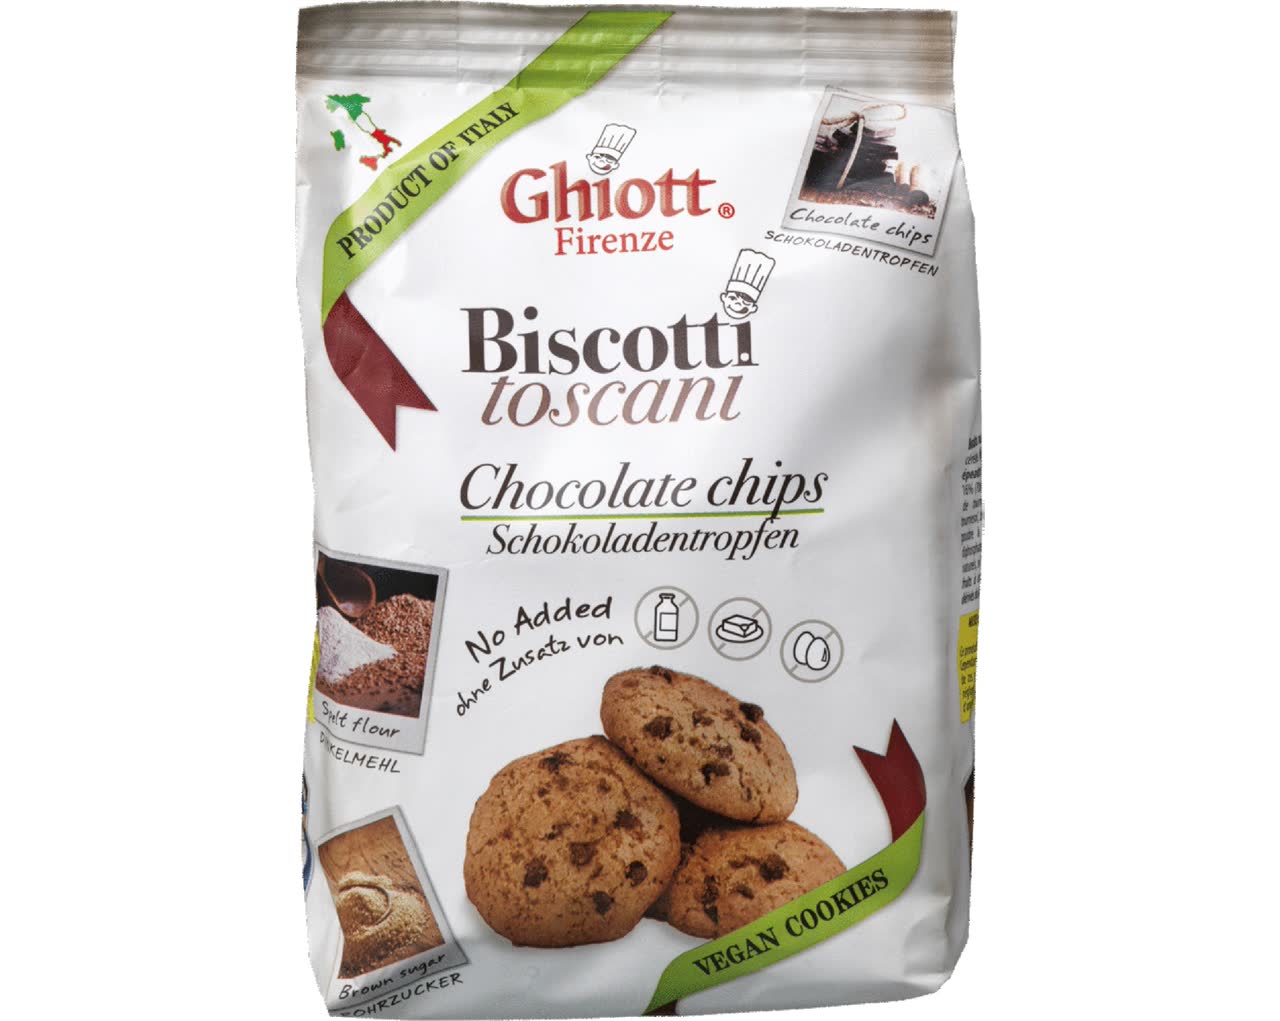 PRODUCT OF ITALY
Ghiott®
Firenze
Chocolate chips
SCHOKOLADENTROPFEN
Biscotti
toscani
Chocolate chips
Schokoladentropfen
No Added
ohne Zusatz von
Spelt flour
DINKELMEHL
Brown sugar
ROHRZUCKER
VEGAN COOKIES